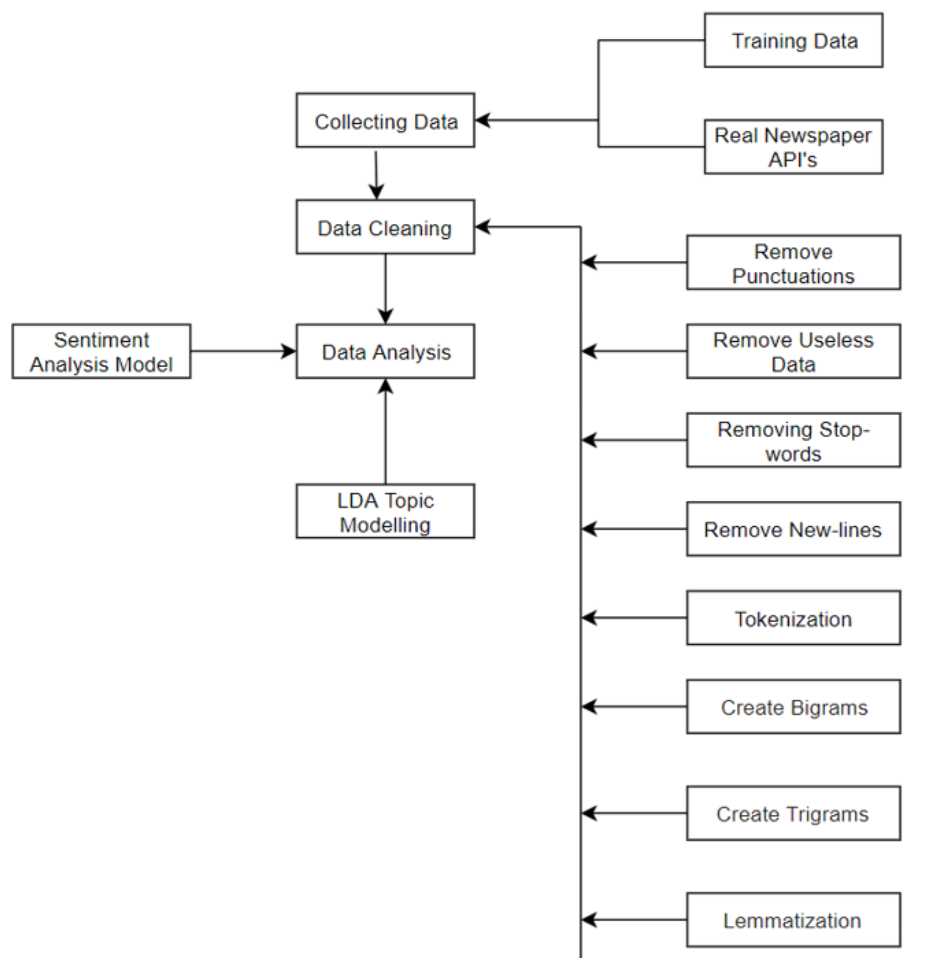 Training Data
Collecting Data
Real Newspaper
API's
Data Cleaning
Remove
Punctuations
Sentiment
Analysis Model
Data Analysis
Remove Useless
Data
Removing Stop-
words
LDA Topic
Modelling
Remove New-lines
Tokenization
Create Bigrams
Create Trigrams
Lemmatization